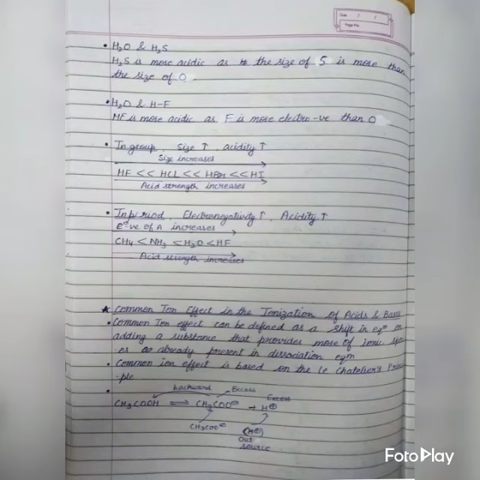 Date / /
Page No.
• H₂O & H₂S
H₂S is more acidic as to the size of S is more than
the size of O
• H₂O & H-F
HF is more acidic as F is more electro -ve than O
• In group, Size ↑, acidity ↑
Size increases
HF << HCl << HBr << HI
Acid strength increases
• In period, Electronegativity ↑, Acidity ↑
E⁻ve of A increases
CH₄ < NH₃ < H₂O < HF
Acid strength increases
★ Common Ion Effect in the Ionization of Acids & Bases
• Common Ion effect can be defined as a shift in eqᵐ on
adding a substance that provides more of ionic
es already present in dissociation eqm
• Common ion effect is based on the le chatelier's Princi
-ple
• backward Excess Excess
CH₃COOH ⇌ CH₃COO⊖ + H⊕
CH₃COO⊖ (H⊕)
Out
source
FotoPlay